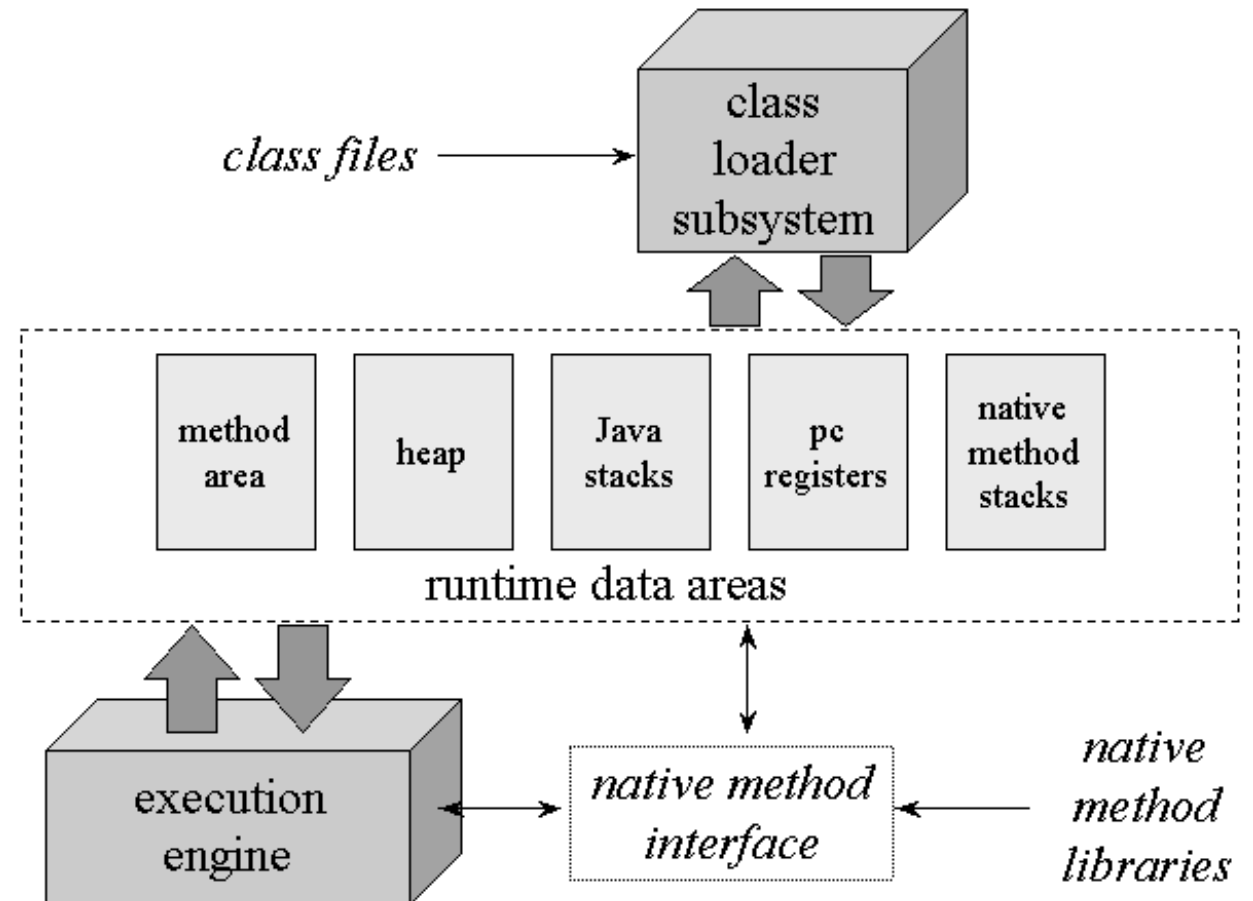 class
loader
subsystem
class files
method
area
heap
Java
stacks
pc
registers
native
method
stacks
runtime data areas
execution
engine
native method
interface
native
method
libraries